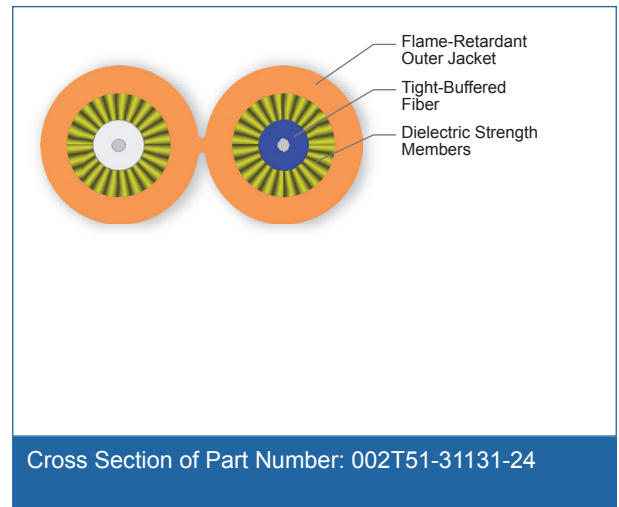 Flame-Retardant
Outer Jacket
Tight-Buffered
Fiber
Dielectric Strength
Members
Cross Section of Part Number: 002T51-31131-24